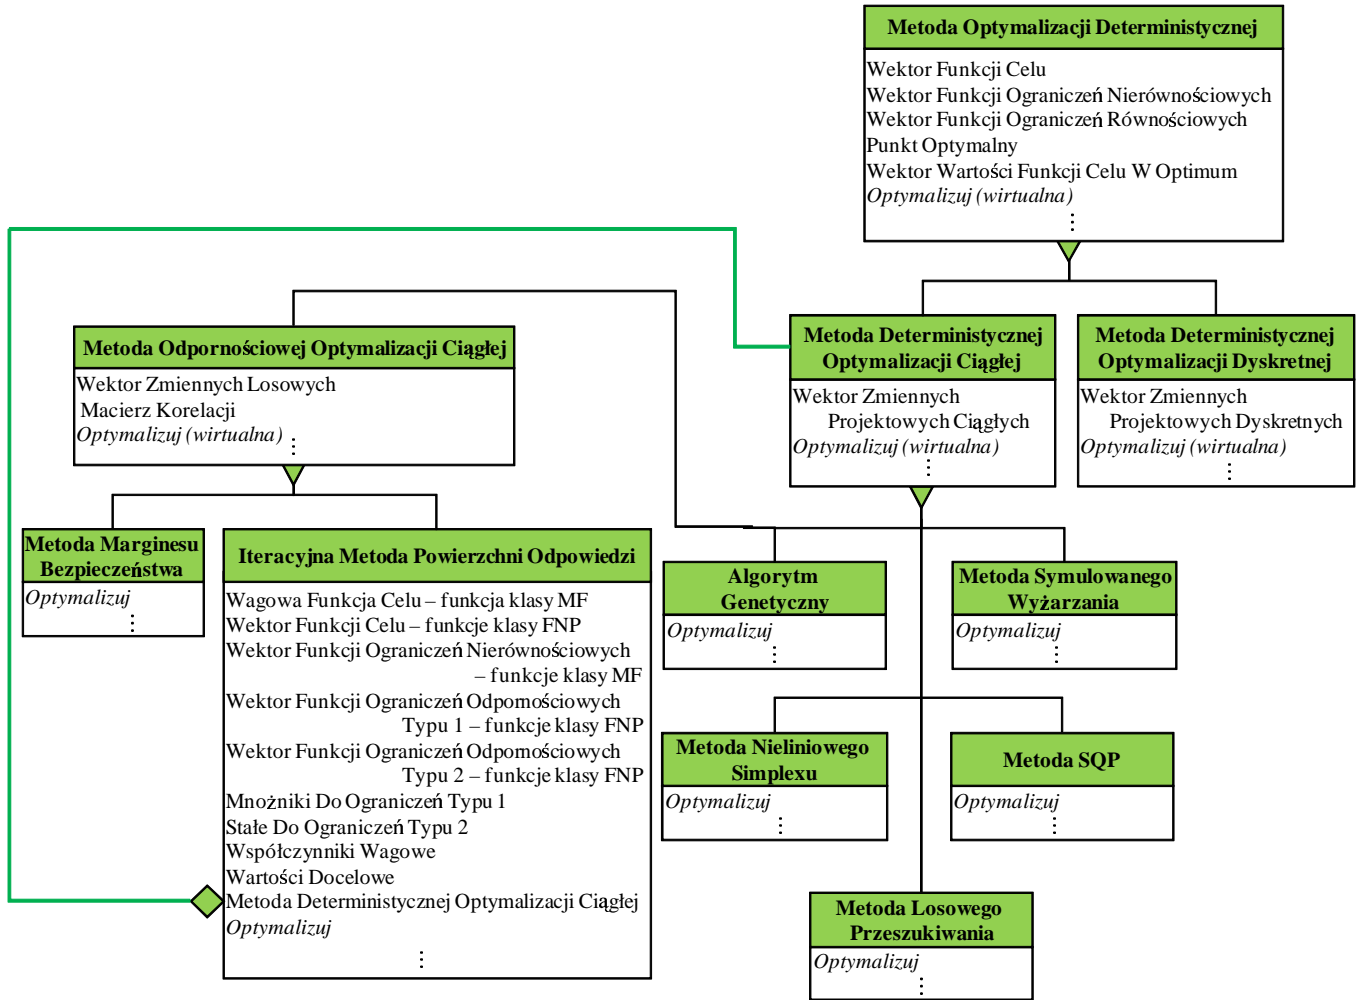 Metoda Optymalizacji Deterministycznej
Wektor Funkcji Celu
Wektor Funkcji Ograniczeń Nierównościowych
Wektor Funkcji Ograniczeń Równościowych
Punkt Optymalny
Wektor Wartości Funkcji Celu W Optimum
Optymalizuj (wirtualna)
⋮
Metoda Odpornościowej Optymalizacji Ciągłej
Wektor Zmiennych Losowych
Macierz Korelacji
Optymalizuj (wirtualna)
⋮
Metoda Deterministycznej
Optymalizacji Ciągłej
Wektor Zmiennych
Projektowych Ciągłych
Optymalizuj (wirtualna)
⋮
Metoda Deterministycznej
Optymalizacji Dyskretnej
Wektor Zmiennych
Projektowych Dyskretnych
Optymalizuj (wirtualna)
⋮
Metoda Marginesu
Bezpieczeństwa
Optymalizuj
⋮
Iteracyjna Metoda Powierzchni Odpowiedzi
Wagowa Funkcja Celu – funkcja klasy MF
Wektor Funkcji Celu – funkcje klasy FNP
Wektor Funkcji Ograniczeń Nierównościowych
– funkcje klasy MF
Wektor Funkcji Ograniczeń Odpornościowych
Typu 1 – funkcje klasy FNP
Wektor Funkcji Ograniczeń Odpornościowych
Typu 2 – funkcje klasy FNP
Mnożniki Do Ograniczeń Typu 1
Stałe Do Ograniczeń Typu 2
Współczynniki Wagowe
Wartości Docelowe
Metoda Deterministycznej Optymalizacji Ciągłej
Optymalizuj
⋮
Algorytm
Genetyczny
Optymalizuj
⋮
Metoda Symulowanego
Wyżarzania
Optymalizuj
⋮
Metoda Nieliniowego
Simplexu
Optymalizuj
⋮
Metoda SQP
Optymalizuj
⋮
Metoda Losowego
Przeszukiwania
Optymalizuj
⋮